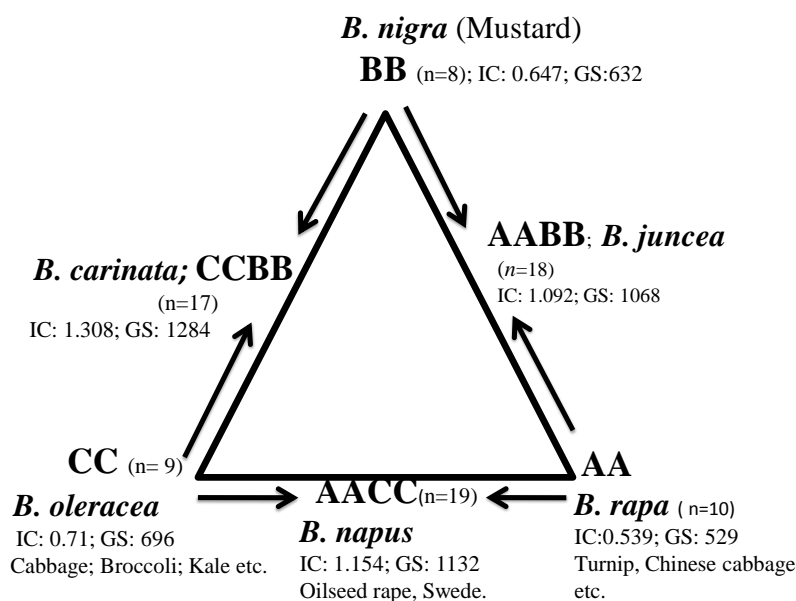 B. nigra (Mustard)
BB (n=8); IC: 0.647; GS:632
AABB; B. juncea
(n=18)
IC: 1.092; GS: 1068
B. carinata; CCBB
(n=17)
IC: 1.308; GS: 1284
CC (n= 9)
B. oleracea
IC: 0.71; GS: 696
Cabbage; Broccoli; Kale etc.
AACC(n=19)
B. napus
IC: 1.154; GS: 1132
Oilseed rape, Swede.
AA
B. rapa ( n=10)
IC:0.539; GS: 529
Turnip, Chinese cabbage
etc.